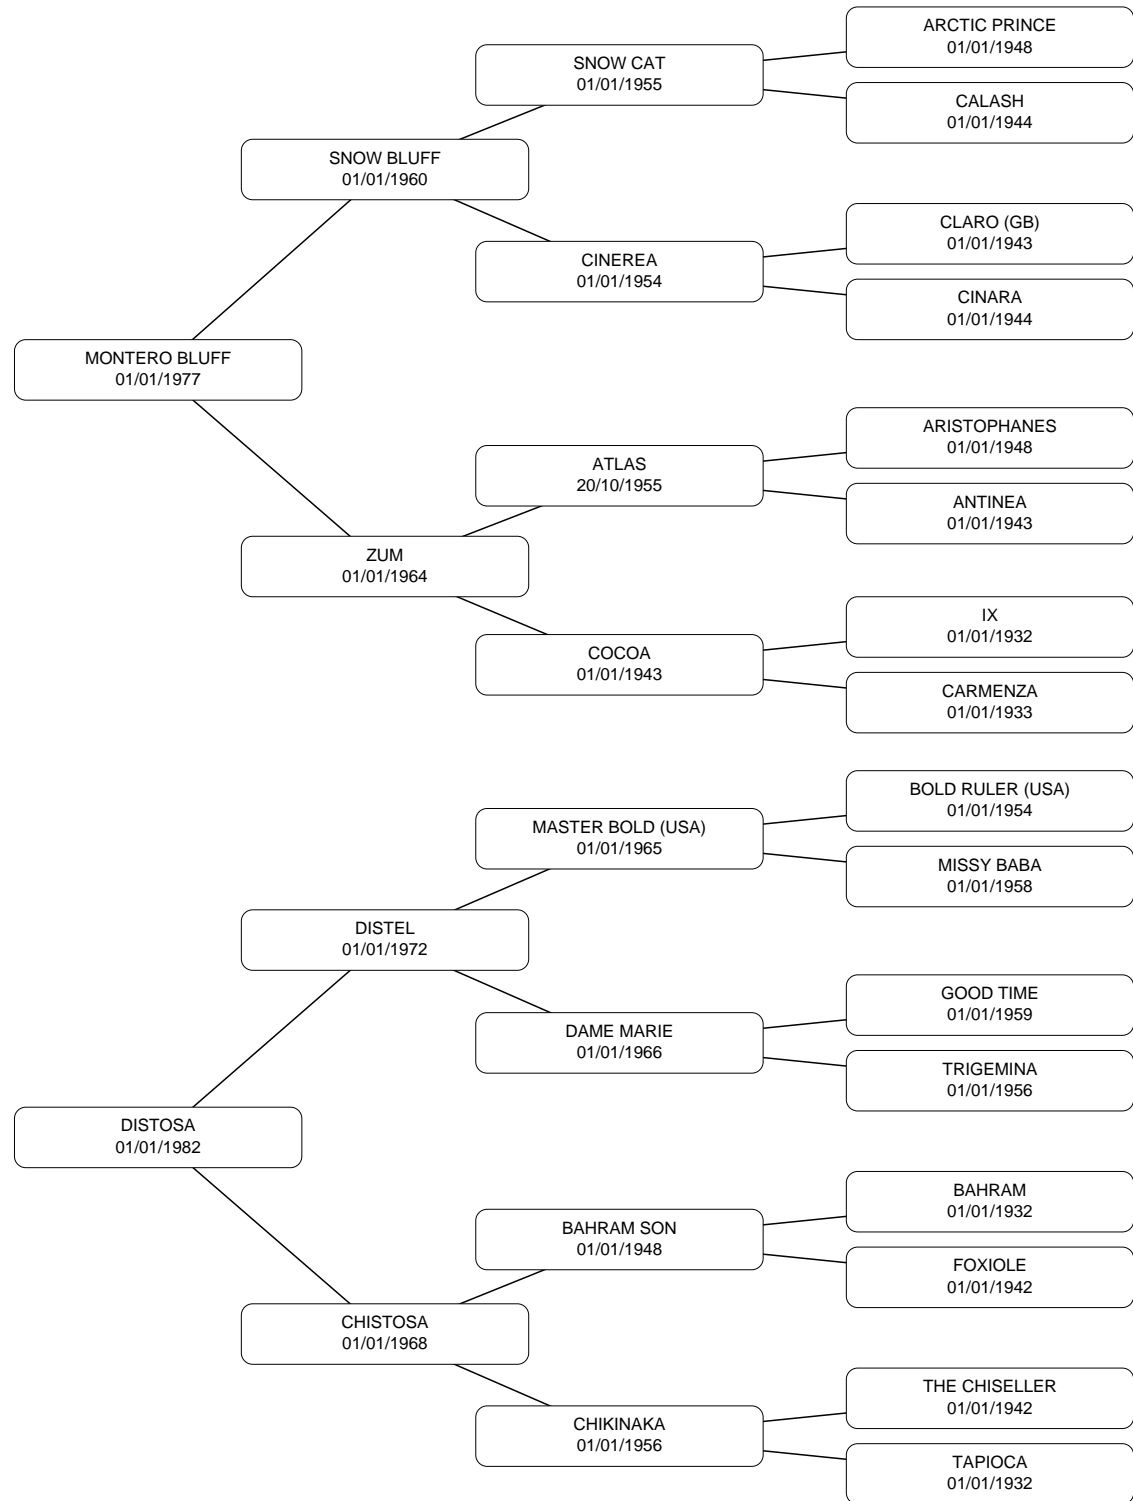 ARCTIC PRINCE
01/01/1948
SNOW CAT
01/01/1955
CALASH
01/01/1944
SNOW BLUFF
01/01/1960
CLARO (GB)
01/01/1943
CINEREA
01/01/1954
CINARA
01/01/1944
MONTERO BLUFF
01/01/1977
ARISTOPHANES
01/01/1948
ATLAS
20/10/1955
ANTINEA
01/01/1943
ZUM
01/01/1964
IX
01/01/1932
COCOA
01/01/1943
CARMENZA
01/01/1933
BOLD RULER (USA)
01/01/1954
MASTER BOLD (USA)
01/01/1965
MISSY BABA
01/01/1958
DISTEL
01/01/1972
GOOD TIME
01/01/1959
DAME MARIE
01/01/1966
TRIGEMINA
01/01/1956
DISTOSA
01/01/1982
BAHRAM
01/01/1932
BAHRAM SON
01/01/1948
FOXIOLE
01/01/1942
CHISTOSA
01/01/1968
THE CHISELLER
01/01/1942
CHIKINAKA
01/01/1956
TAPIOCA
01/01/1932